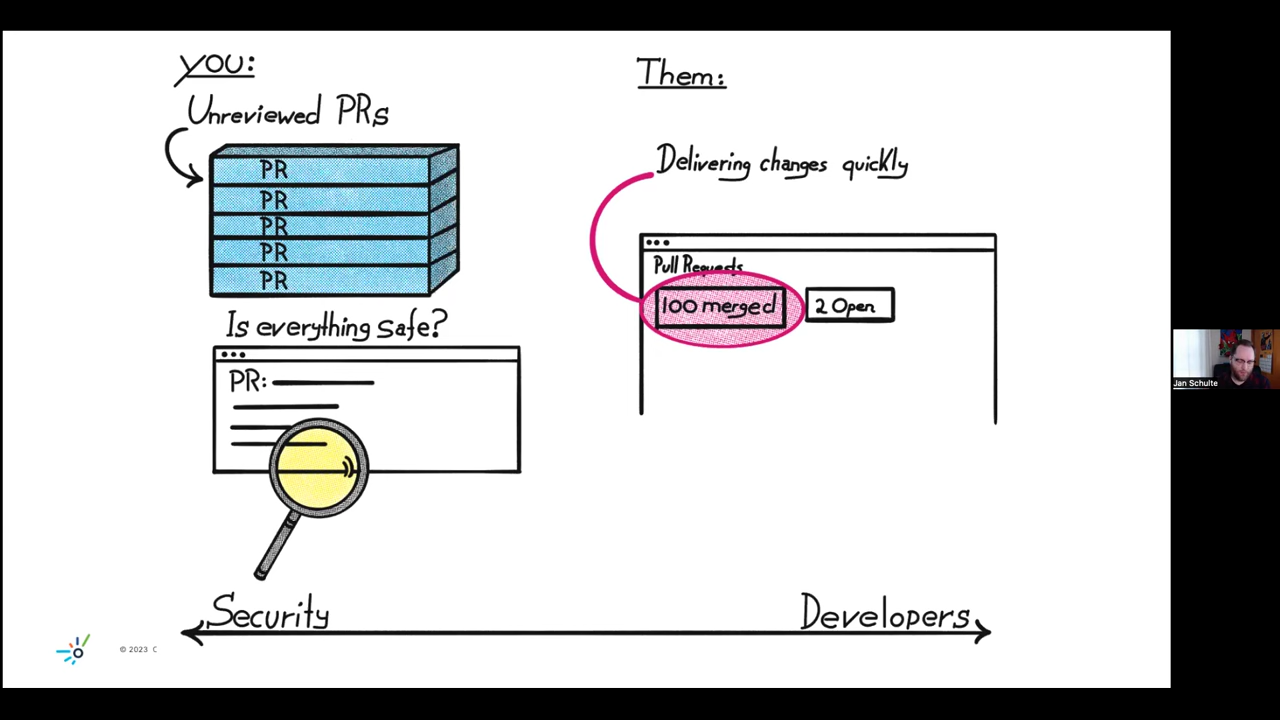 you:
Unreviewed PRs
PR
PR
PR
PR
PR
Is everything safe?
PR:
Security
Them:
Delivering changes quickly
Pull Requests
100 merged
2 Open
Developers
© 2023 C
Jan Schulte